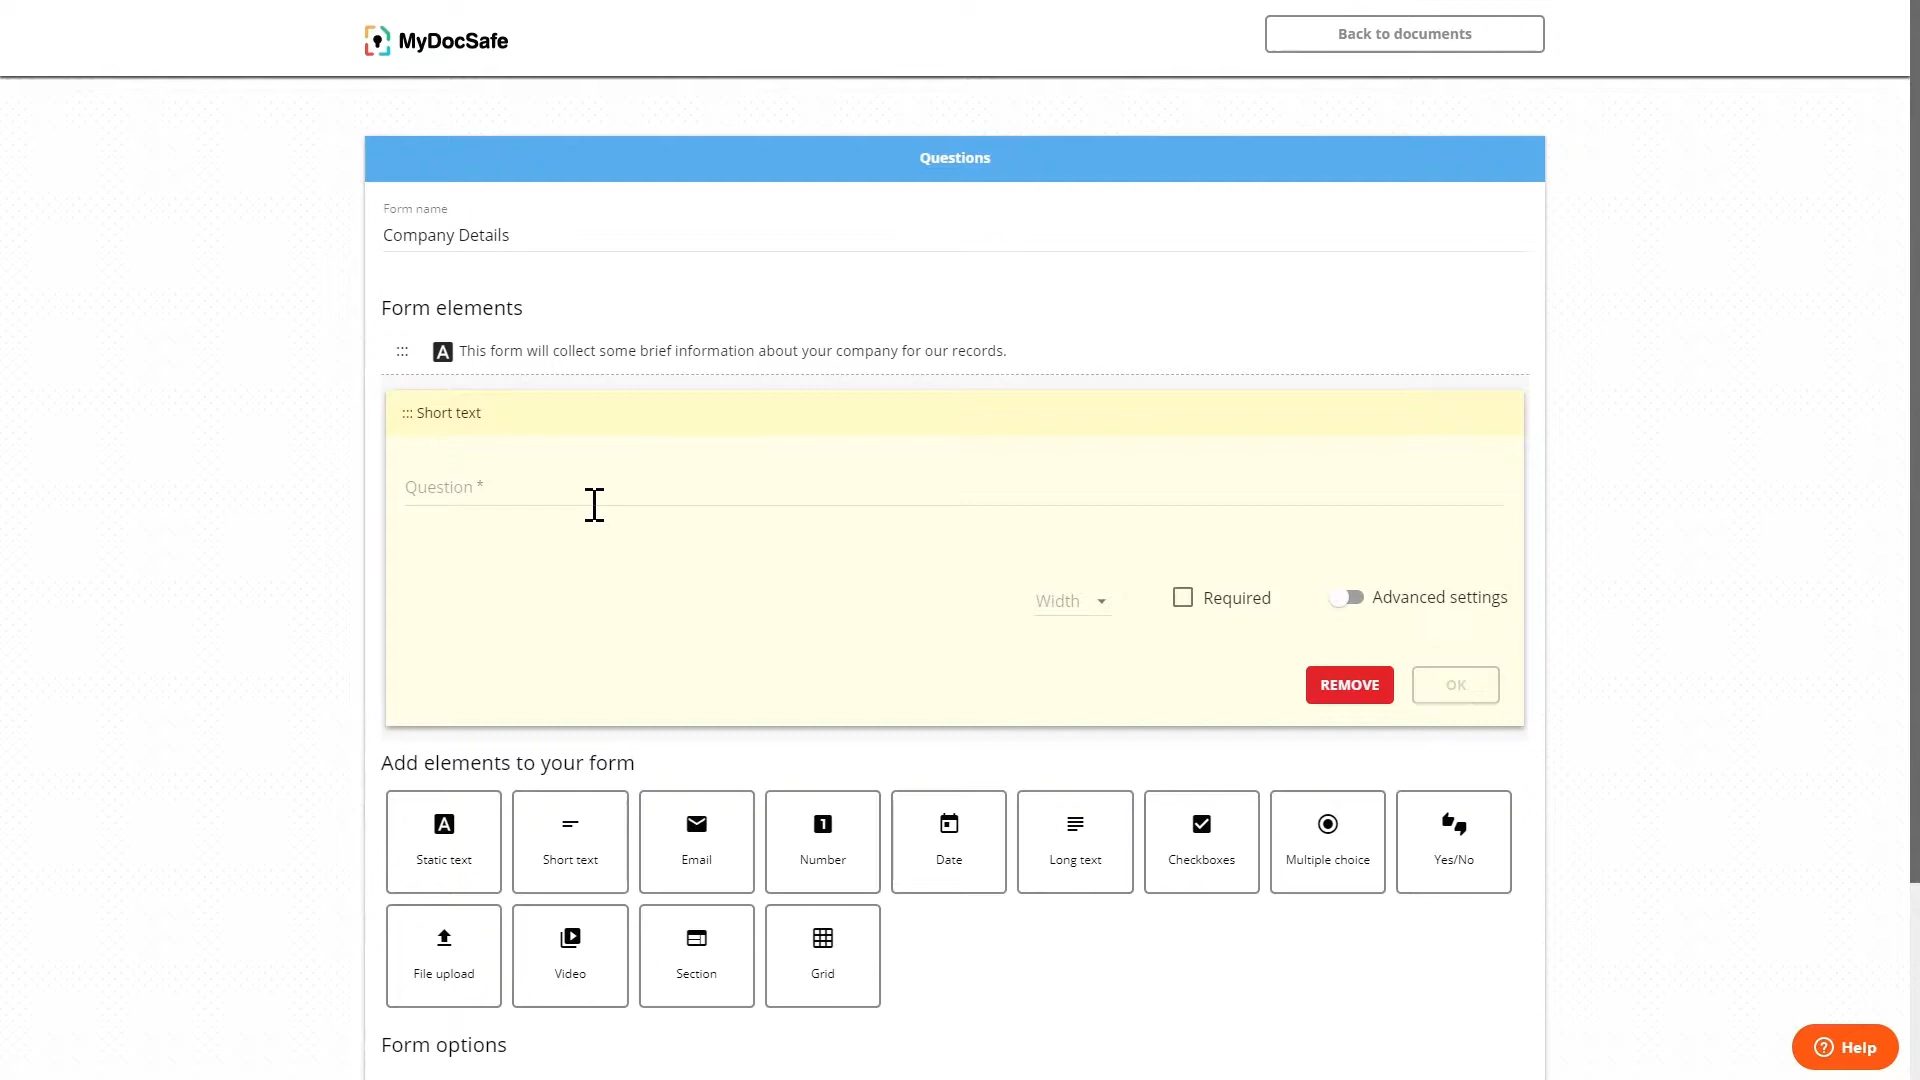 MyDocSafe
Back to documents
Questions
Form name
Company Details
Form elements
::: A This form will collect some brief information about your company for our records.
::: Short text
Question *
Width Required Advanced settings
REMOVE OK
Add elements to your form
A 1
Static text Short text Email Number Date Long text Checkboxes Multiple choice Yes/No
File upload Video Section Grid
Form options
? Help